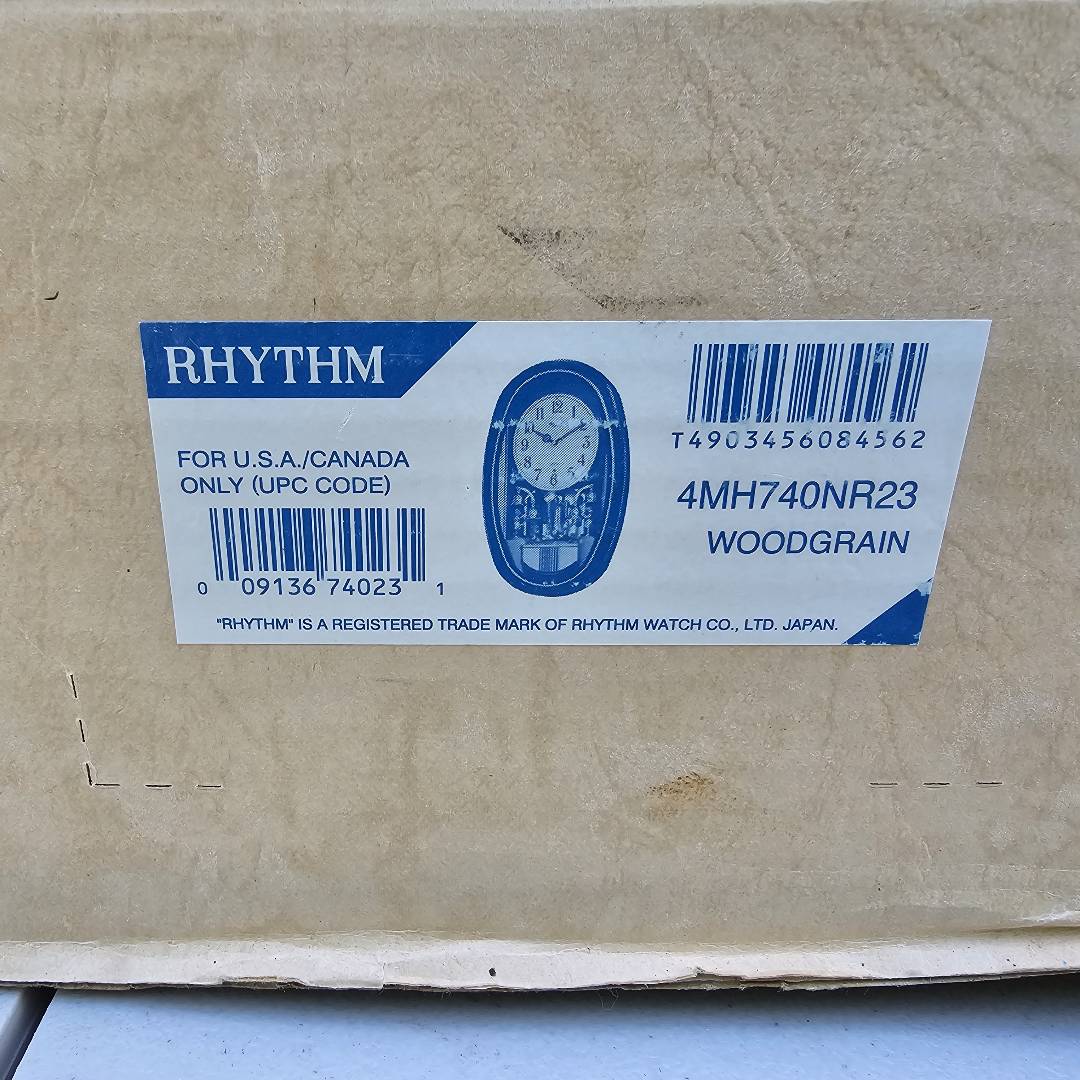 RHYTHM
FOR U.S.A./CANADA
ONLY (UPC CODE)
0 09136 74023 1
T4903456084562
4MH740NR23
WOODGRAIN
"RHYTHM" IS A REGISTERED TRADE MARK OF RHYTHM WATCH CO., LTD. JAPAN.